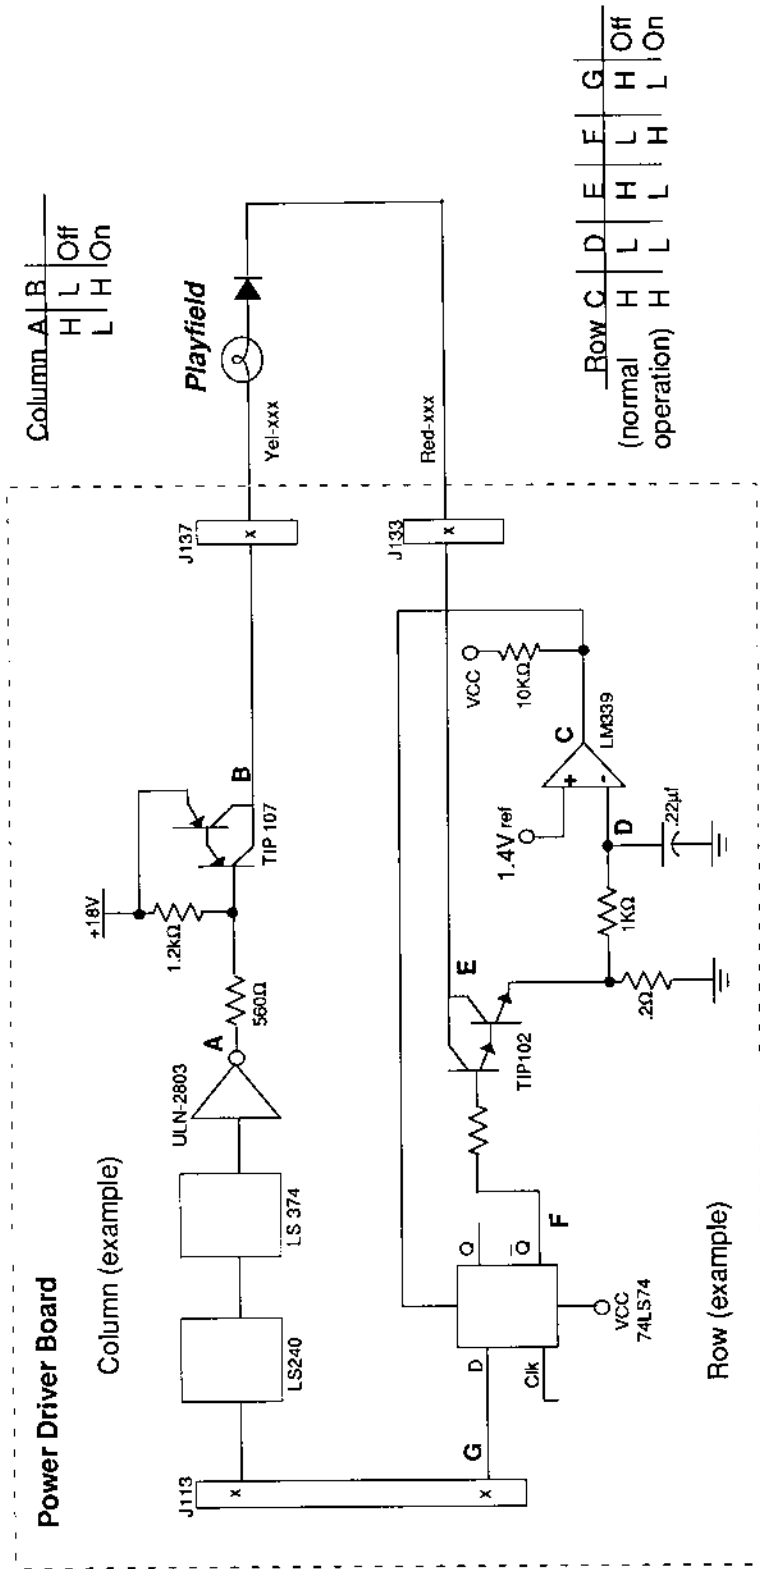 Power Driver Board
Column (example)
J113
x
x
LS240
LS 374
ULN-2803
A
560Ω
1.2kΩ
+18V
TIP 107
B
J137
x
Yel-xxx
Playfield
Column A B
H L Off
L H On
G
D
Clk
Q
Q
VCC
74LS74
F
TIP102
E
.2Ω
1KΩ
D
.22µf
1.4V ref
+
-
LM339
C
10KΩ
VCC
J133
x
Red-xxx
Row (example)
Row C D E F G
(normal H L H L H Off
operation) H L L H L On